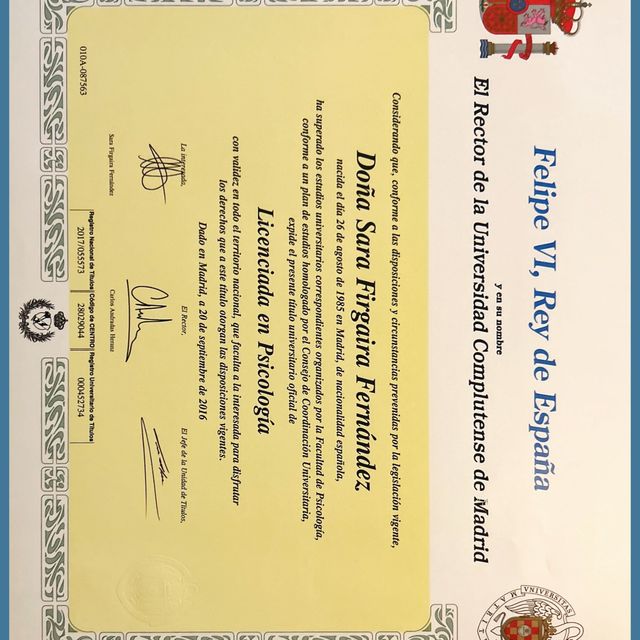 Felipe VI, Rey de España
y en su nombre
El Rector de la Universidad Complutense de Madrid
Considerando que, conforme a las disposiciones y circunstancias prevenidas por la legislación vigente,
Doña Sara Firgaira Fernández
nacida el día 26 de agosto de 1985 en Madrid, de nacionalidad española,
ha superado los estudios universitarios correspondientes organizados por la Facultad de Psicología,
conforme a un plan de estudios homologado por el Consejo de Coordinación Universitaria,
expide el presente título universitario oficial de
Licenciada en Psicología
con validez en todo el territorio nacional, que faculta a la interesada para disfrutar
los derechos que a este título otorgan las disposiciones vigentes.
Dado en Madrid, a 20 de septiembre de 2016
La interesada,
El Rector,
El Jefe de la Unidad de Títulos,
Sara Firgaira Fernández
Carlos Andradas Heranz
010A-087563
Registro Nacional de Títulos Código de CENTRO Registro Universitario de Títulos
2017/055573 28029044 000452734
VNIVERSITAS